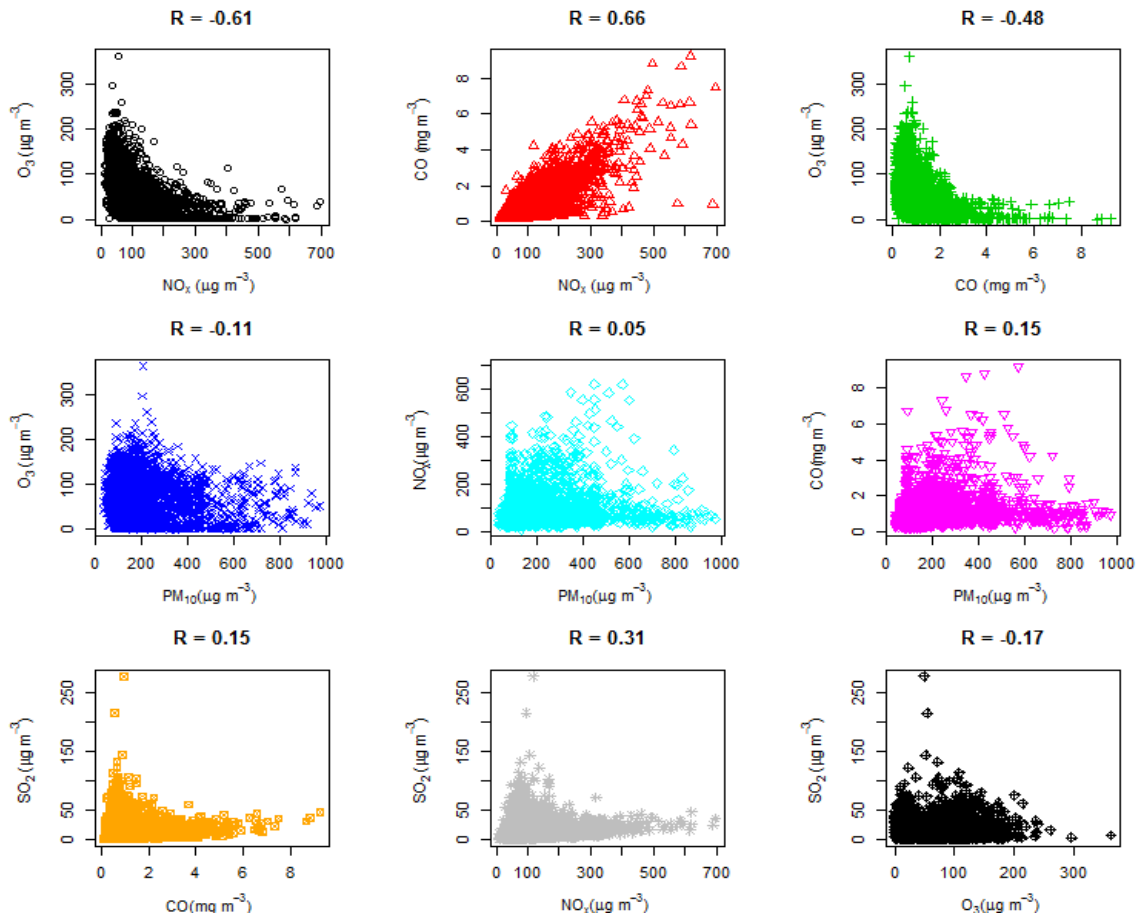 R = -0.61
O₃ (µg m⁻³)
300
200
100
0
0 100 300 500 700
NOₓ (µg m⁻³)
R = 0.66
CO (mg m⁻³)
8
6
4
2
0
0 100 300 500 700
NOₓ (µg m⁻³)
R = -0.48
O₃ (µg m⁻³)
300
200
100
0
0 2 4 6 8
CO (mg m⁻³)
R = -0.11
O₃ (µg m⁻³)
300
200
100
0
0 200 400 600 800 1000
PM₁₀(µg m⁻³)
R = 0.05
NOₓ(µg m⁻³)
600
400
200
0
0 200 400 600 800 1000
PM₁₀(µg m⁻³)
R = 0.15
CO(mg m⁻³)
8
6
4
2
0
0 200 400 600 800 1000
PM₁₀(µg m⁻³)
R = 0.15
SO₂ (µg m⁻³)
250
150
50
0
0 2 4 6 8
CO(mg m⁻³)
R = 0.31
SO₂ (µg m⁻³)
250
150
50
0
0 100 300 500 700
NOₓ(µg m⁻³)
R = -0.17
SO₂ (µg m⁻³)
250
150
50
0
0 100 200 300
O₃(µg m⁻³)